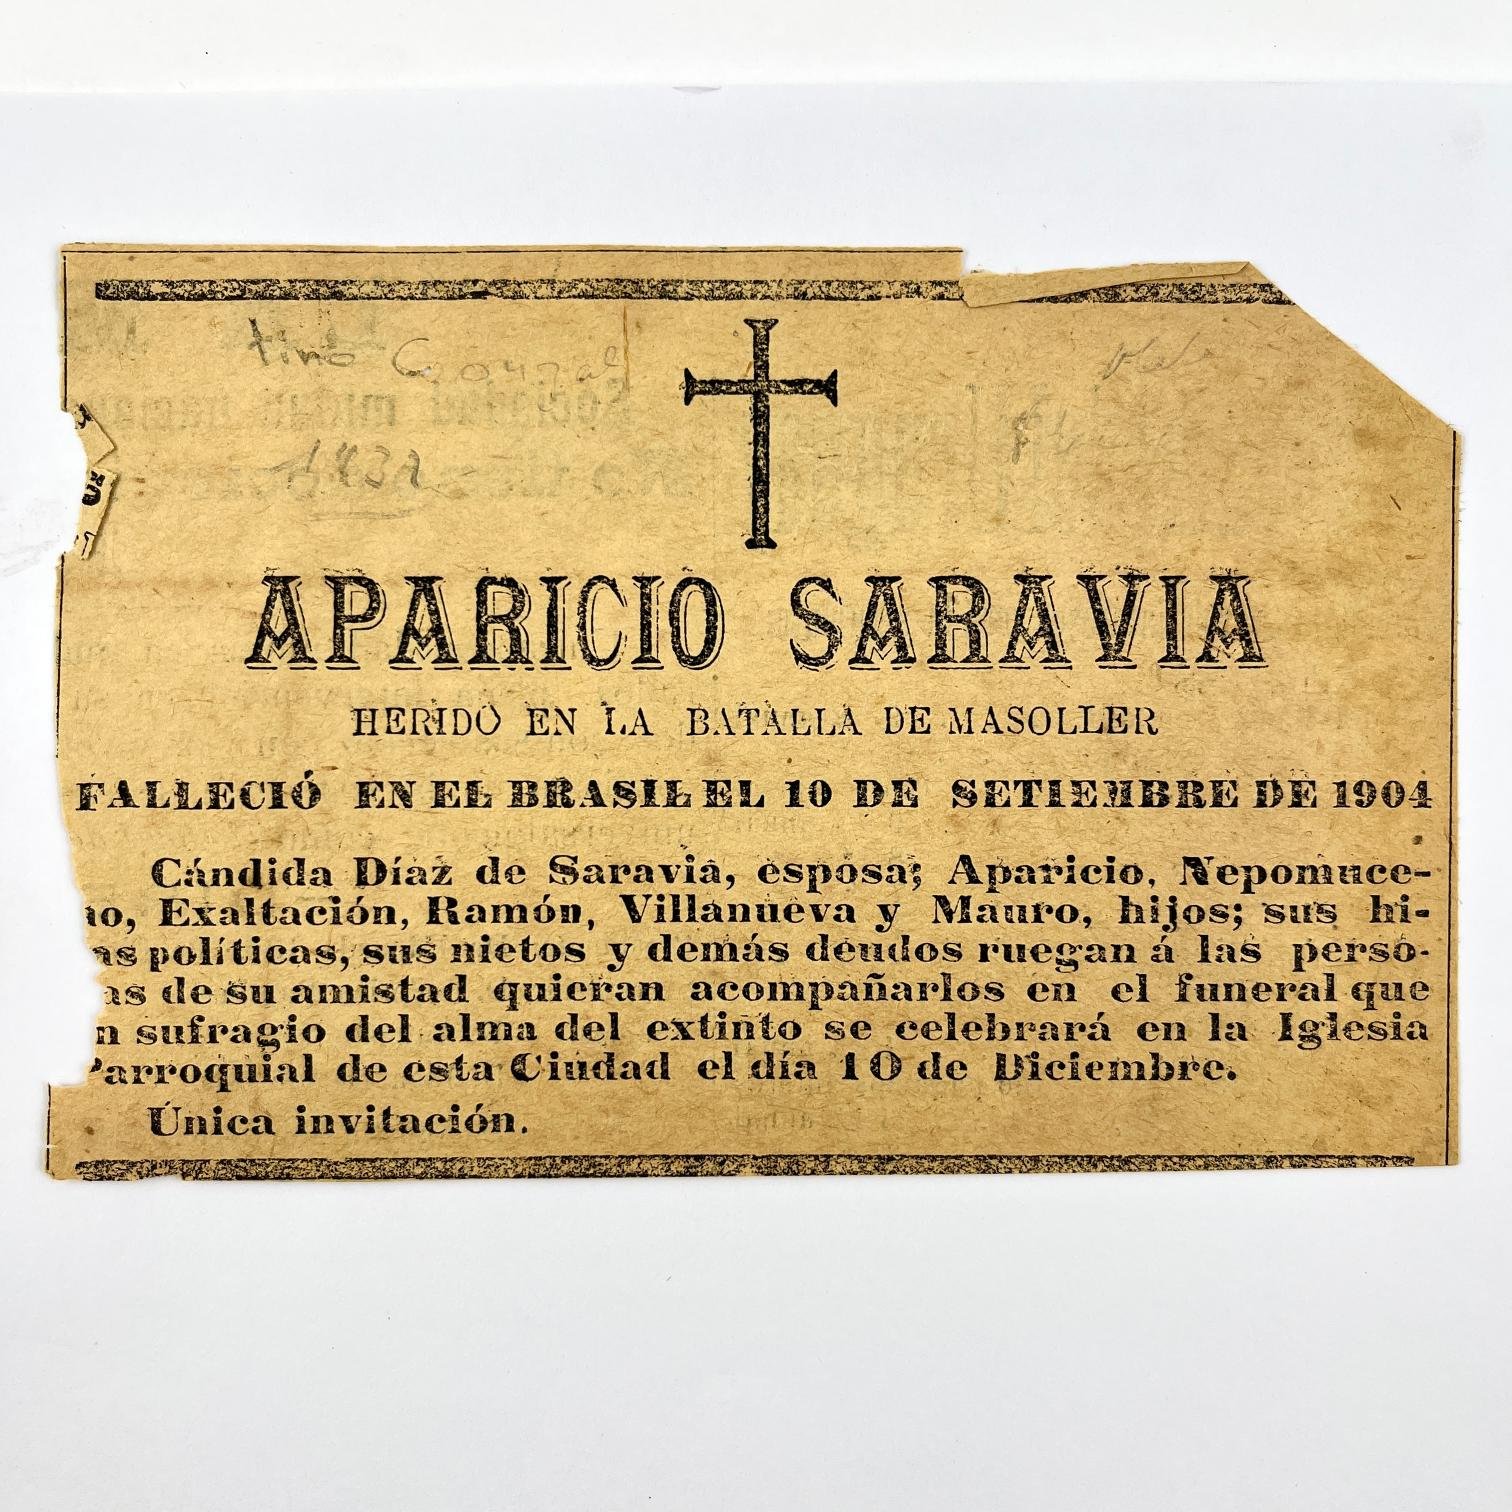 APARICIO SARAVIA
HERIDO EN LA BATALLA DE MASOLLER
FALLECIÓ EN EL BRASIL EL 10 DE SETIEMBRE DE 1904
Cándida Díaz de Saravia, esposa; Aparicio, Nepomuce-
no, Exaltación, Ramón, Villanueva y Mauro, hijos; sus hi-
as políticas, sus nietos y demás deudos ruegan á las perso-
as de su amistad quieran acompañarlos en el funeral que
n sufragio del alma del extinto se celebrará en la Iglesia
Parroquial de esta Ciudad el día 10 de Diciembre.
Única invitación.